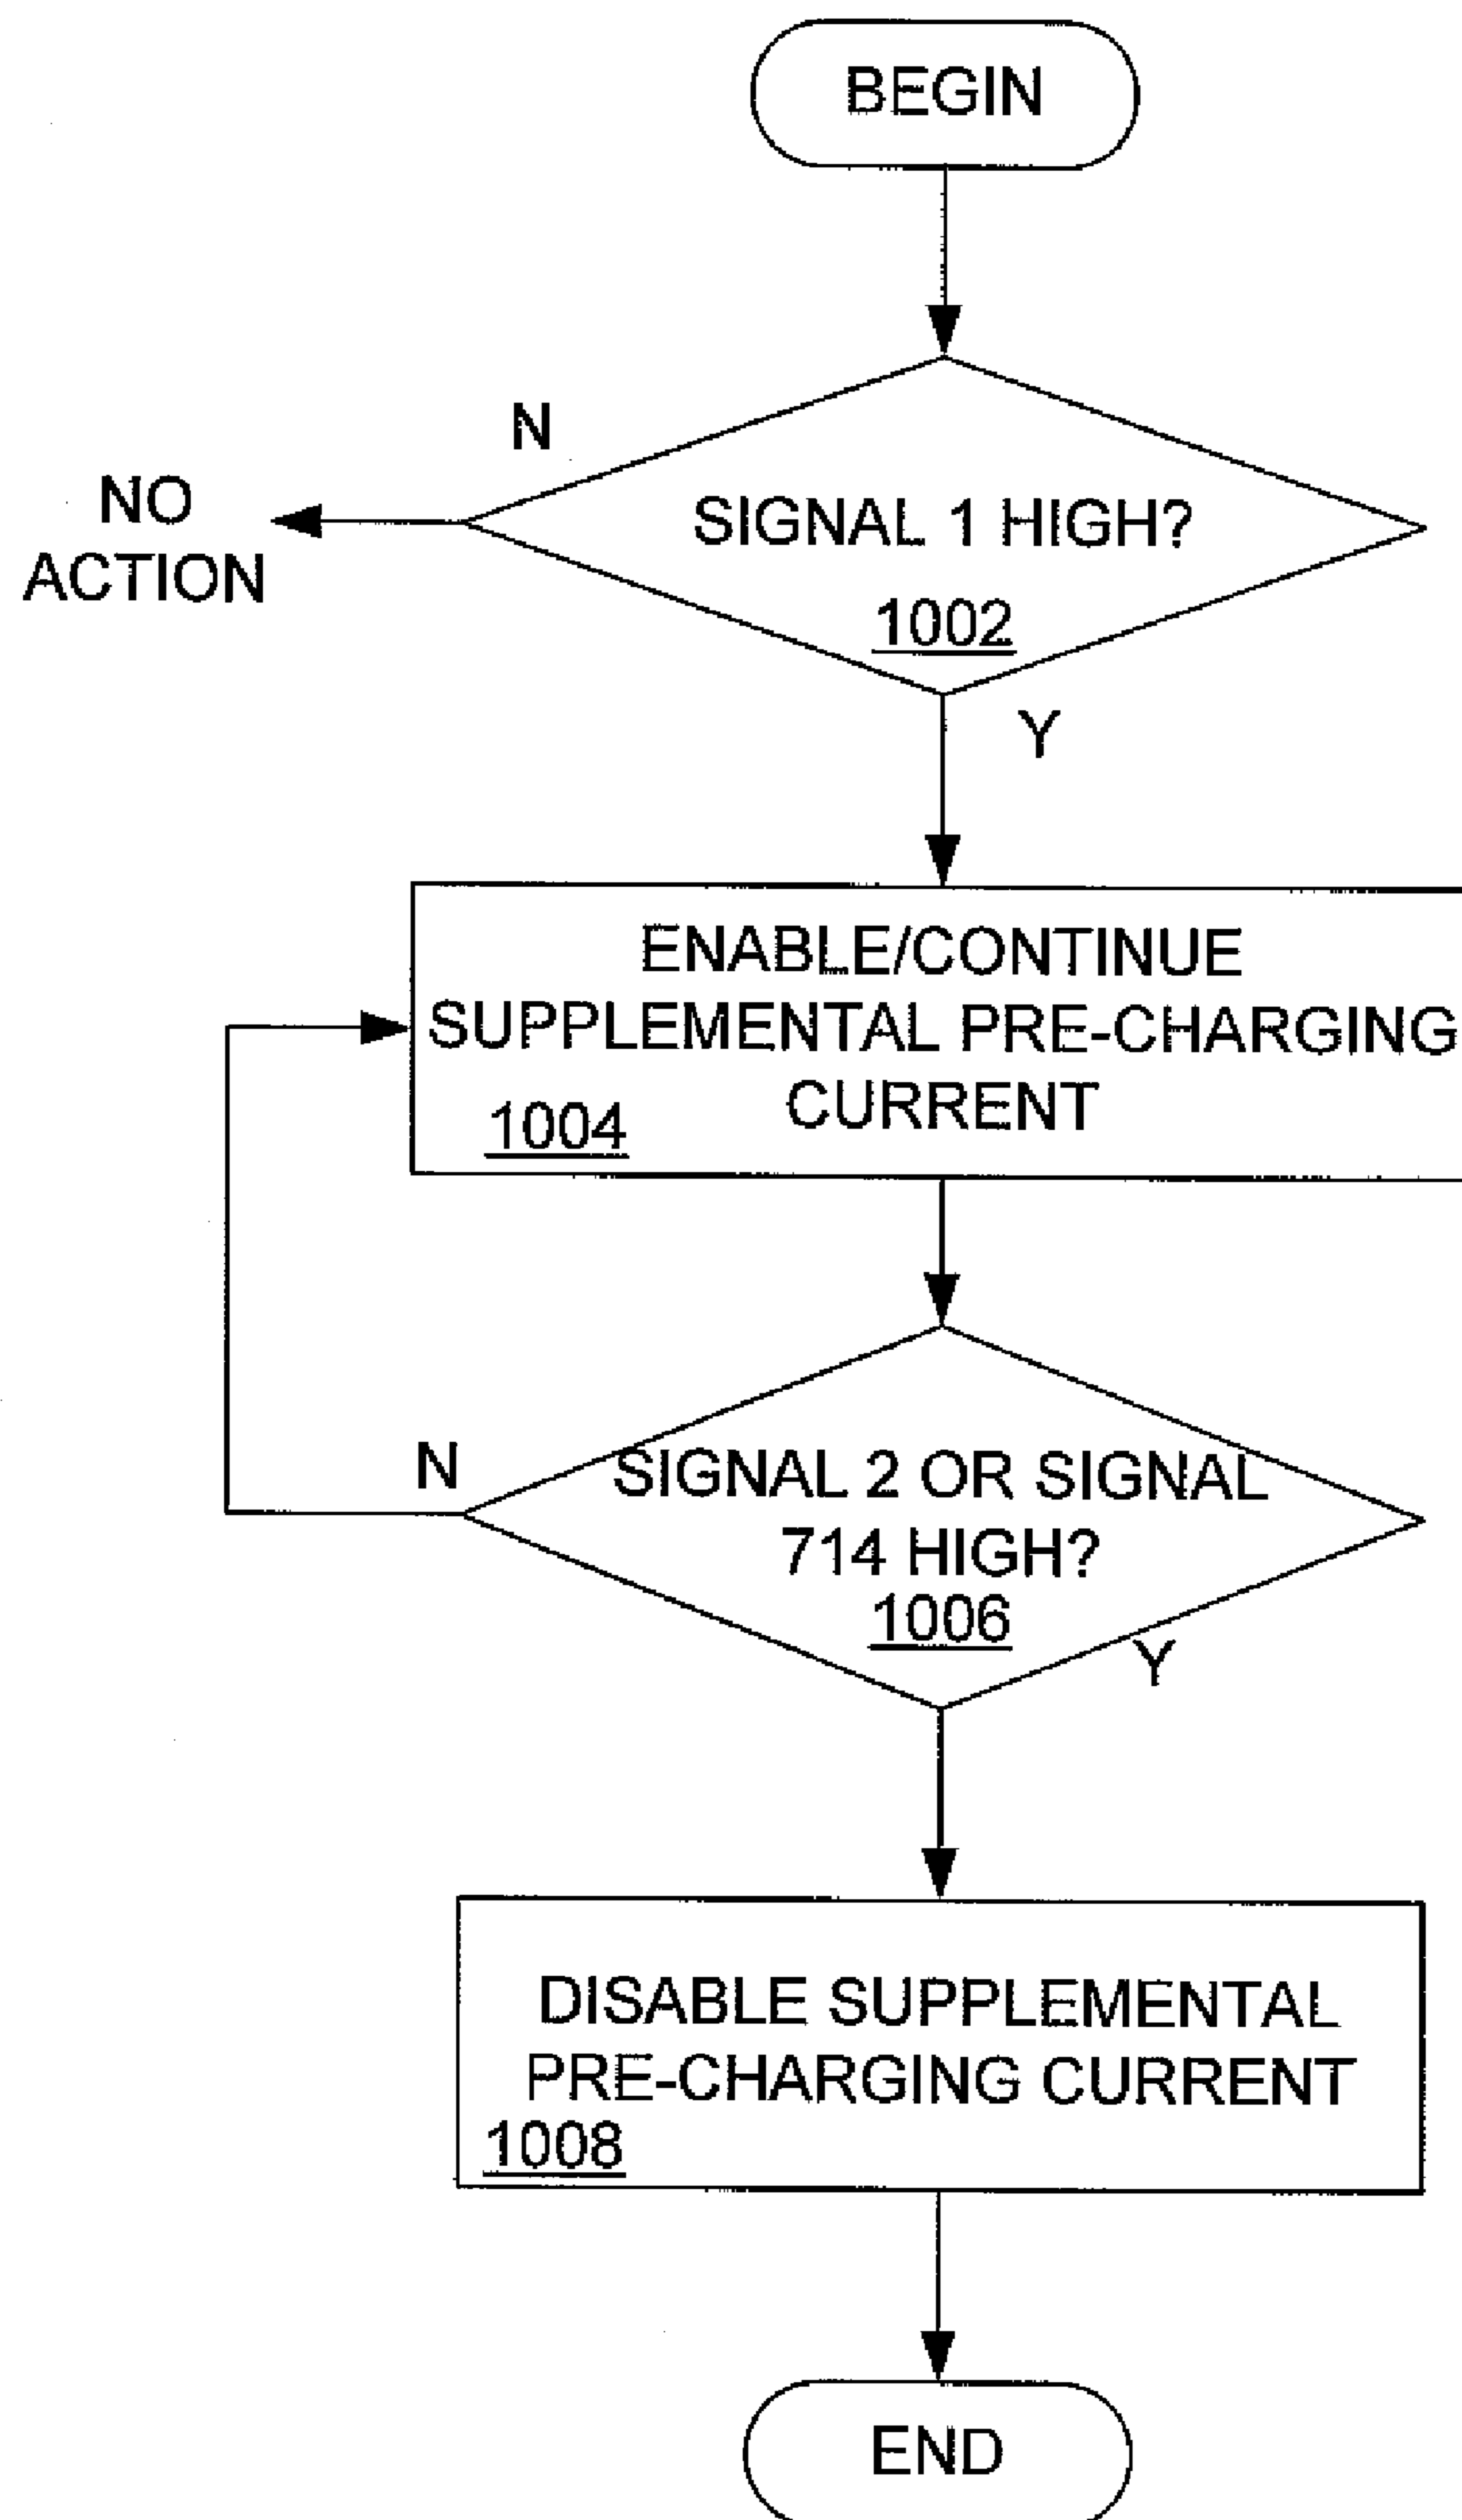 BEGIN
N
SIGNAL 1 HIGH?
NO
ACTION
1002
Y
ENABLE/CONTINUE
SUPPLEMENTAL PRE-CHARGING
CURRENT
1004
N
SIGNAL 2 OR SIGNAL
714 HIGH?
1006
Y
DISABLE SUPPLEMENTAL
PRE-CHARGING CURRENT
1008
END